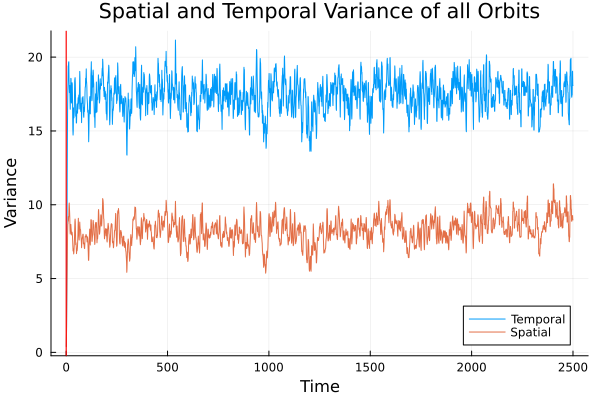 Spatial and Temporal Variance of all Orbits
20
15
10
5
0
Variance
0 500 1000 1500 2000 2500
Time
Temporal
Spatial